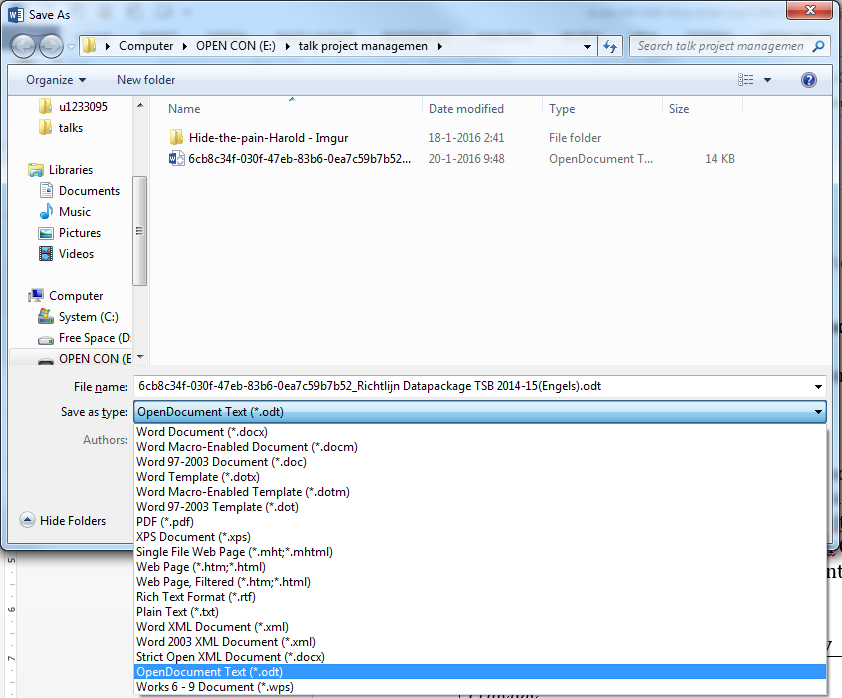 Save As
Computer OPEN CON (E:) talk project managemen
Search talk project managemen
Organize New folder
Name Date modified Type Size
u1233095
talks
Libraries
Documents
Music
Pictures
Videos
Computer
System (C:)
Free Space (D:
OPEN CON (E
Hide-the-pain-Harold - Imgur 18-1-2016 2:41 File folder
6cb8c34f-030f-47eb-83b6-0ea7c59b7b52... 20-1-2016 9:48 OpenDocument T... 14 KB
File name: 6cb8c34f-030f-47eb-83b6-0ea7c59b7b52_Richtlijn Datapackage TSB 2014-15(Engels).odt
Save as type: OpenDocument Text (*.odt)
Authors:
Word Document (*.docx)
Word Macro-Enabled Document (*.docm)
Word 97-2003 Document (*.doc)
Word Template (*.dotx)
Word Macro-Enabled Template (*.dotm)
Word 97-2003 Template (*.dot)
PDF (*.pdf)
XPS Document (*.xps)
Single File Web Page (*.mht;*.mhtml)
Web Page (*.htm;*.html)
Web Page, Filtered (*.htm;*.html)
Rich Text Format (*.rtf)
Plain Text (*.txt)
Word XML Document (*.xml)
Word 2003 XML Document (*.xml)
Strict Open XML Document (*.docx)
OpenDocument Text (*.odt)
Works 6 - 9 Document (*.wps)
Hide Folders
5
6
7